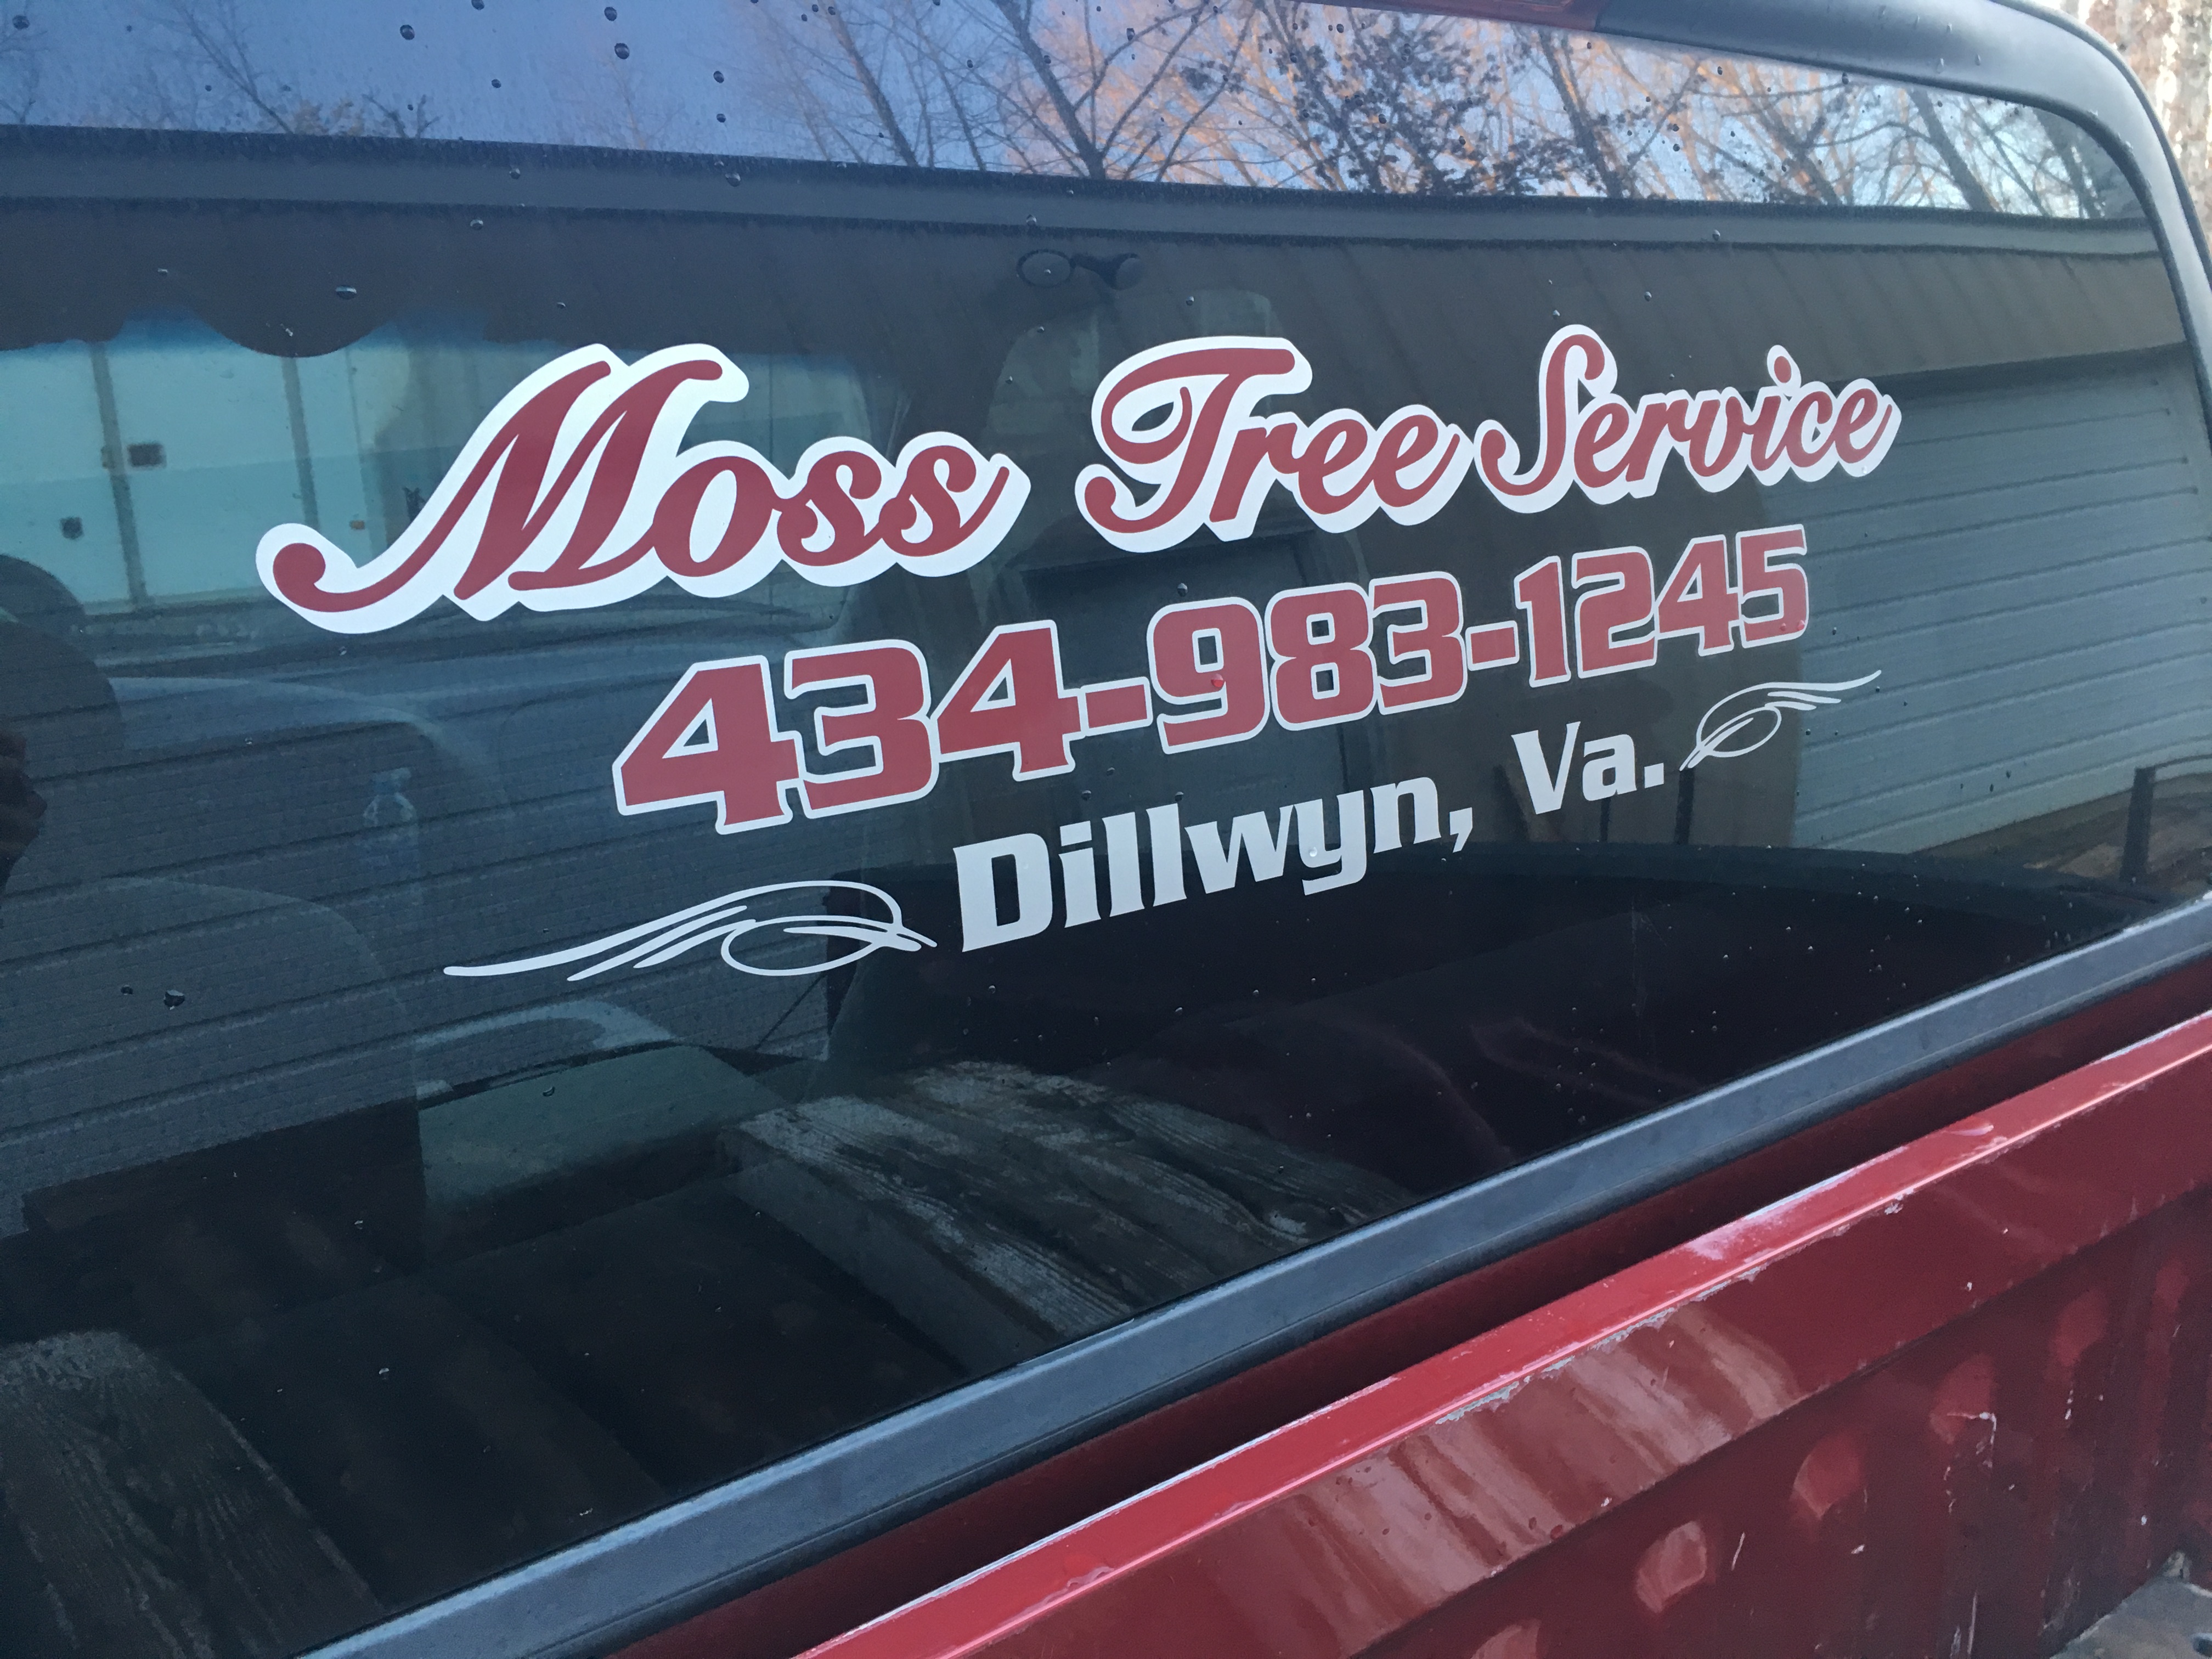 Moss Tree Service
434-983-1245
Dillwyn, Va.